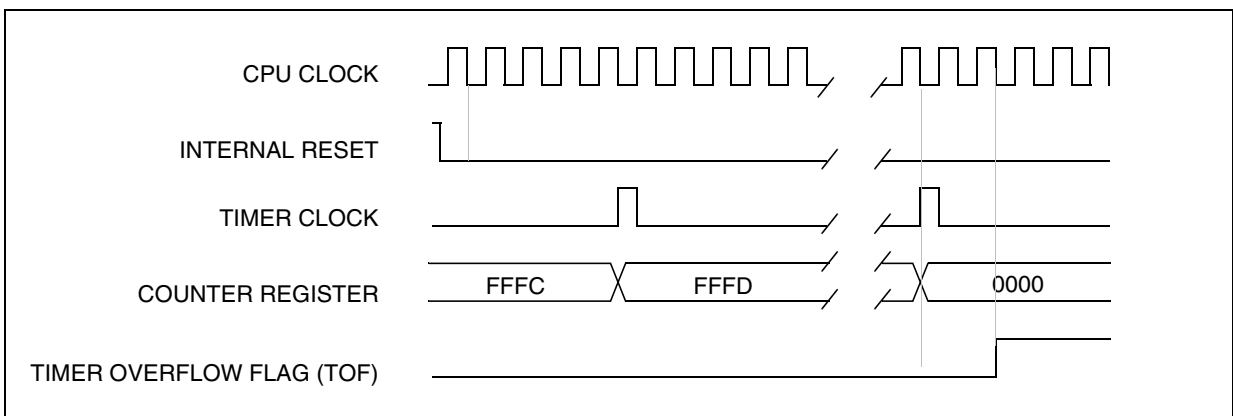 CPU CLOCK
INTERNAL RESET
TIMER CLOCK
COUNTER REGISTER
FFFC
FFFD
0000
TIMER OVERFLOW FLAG (TOF)